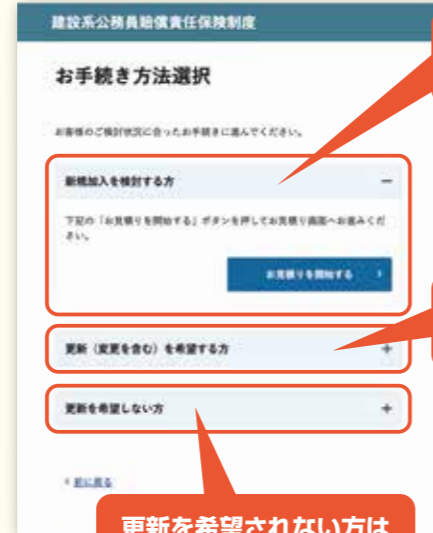 建設系公務員賠償責任保険制度
お手続き方法選択
お客様のご検討状況に合ったお手続きに進んでください。
新規加入を検討する方
下記の「お見積りを開始する」ボタンを押してお見積り画面へお進みくだ
さい。
お見積りを開始する
更新（変更を含む）を希望する方
更新を希望しない方
前に戻る
更新を希望されない方は